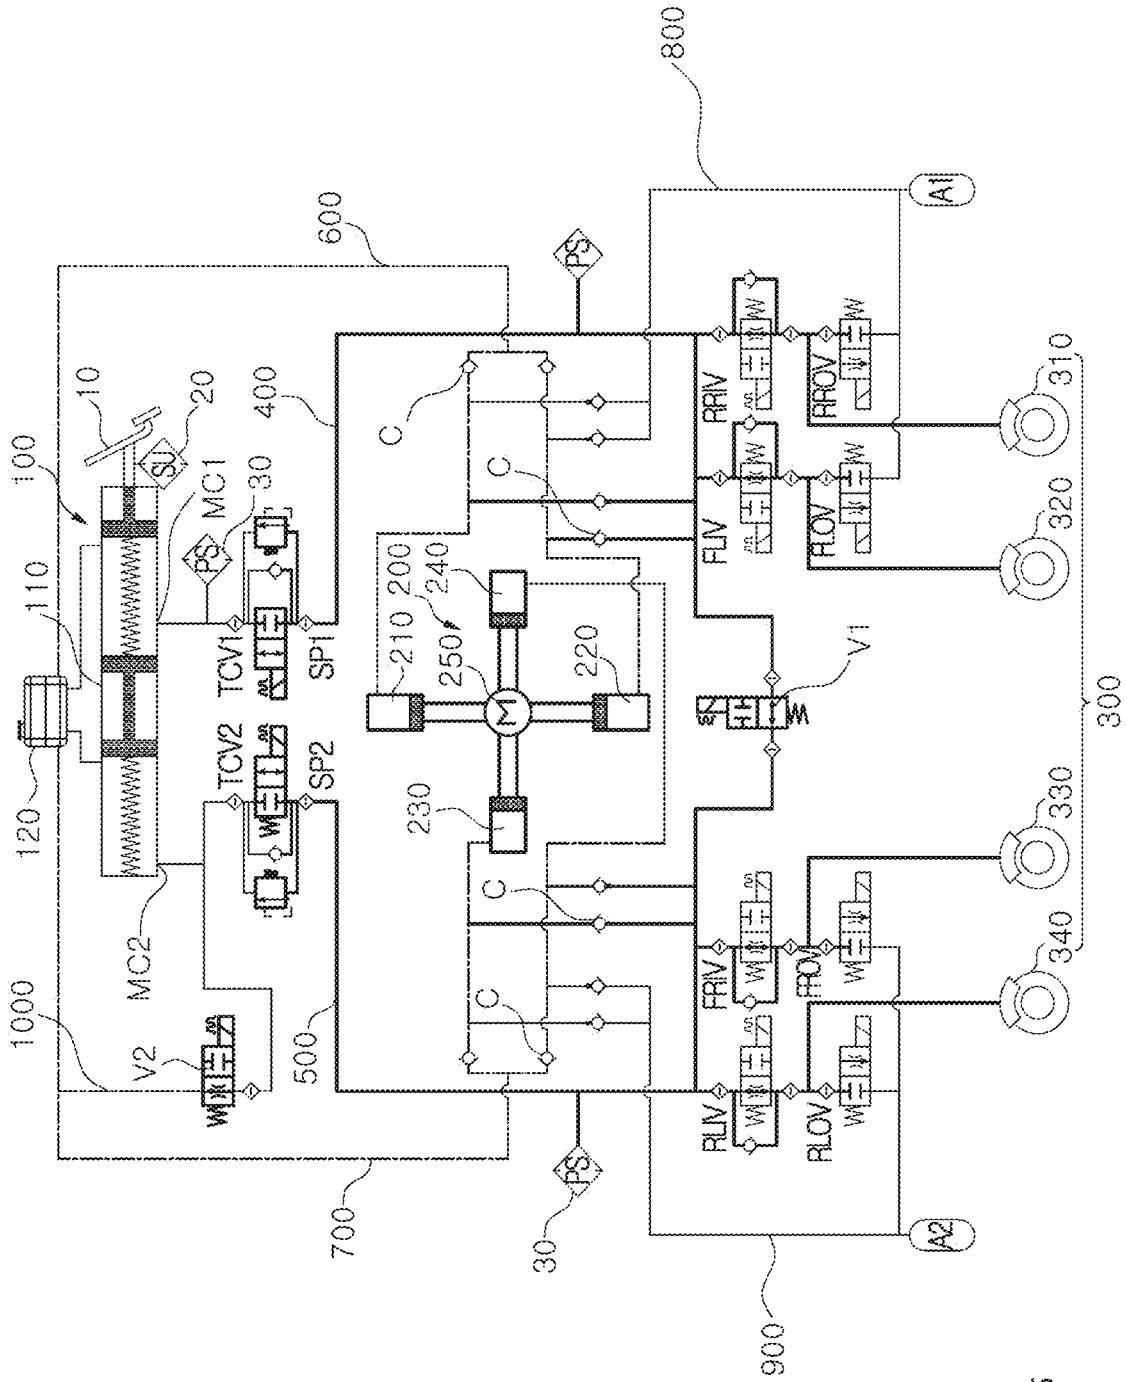 800
A1
600
PS
310
10
20
SU
400
C
RRIV
RROV
100
MC1
30
C
FLIV
FLOV
320
110
PS
200
240
TCV1
SP1
210
250
220
V1
M
300
120
TCV2
SP2
230
330
MC2
C
FRIV
FROV
340
1000
V2
500
C
RLIV
RLOV
700
30
PS
A2
900